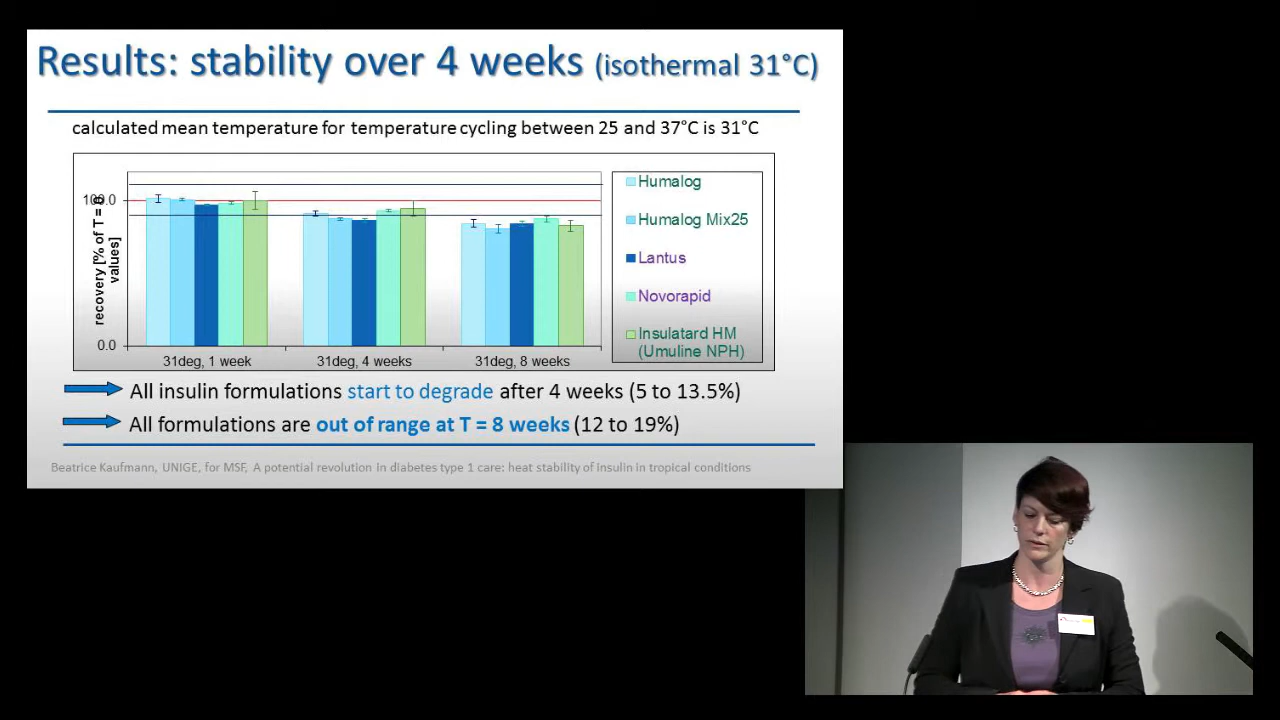 Results: stability over 4 weeks (isothermal 31°C)
calculated mean temperature for temperature cycling between 25 and 37°C is 31°C
recovery [% of T = 8
values]
100.0
0.0
31deg, 1 week
31deg, 4 weeks
31deg, 8 weeks
Humalog
Humalog Mix25
Lantus
Novorapid
Insulatard HM
(Umuline NPH)
All insulin formulations start to degrade after 4 weeks (5 to 13.5%)
All formulations are out of range at T = 8 weeks (12 to 19%)
Beatrice Kaufmann, UNIGE, for MSF, A potential revolution in diabetes type 1 care: heat stability of insulin in tropical conditions